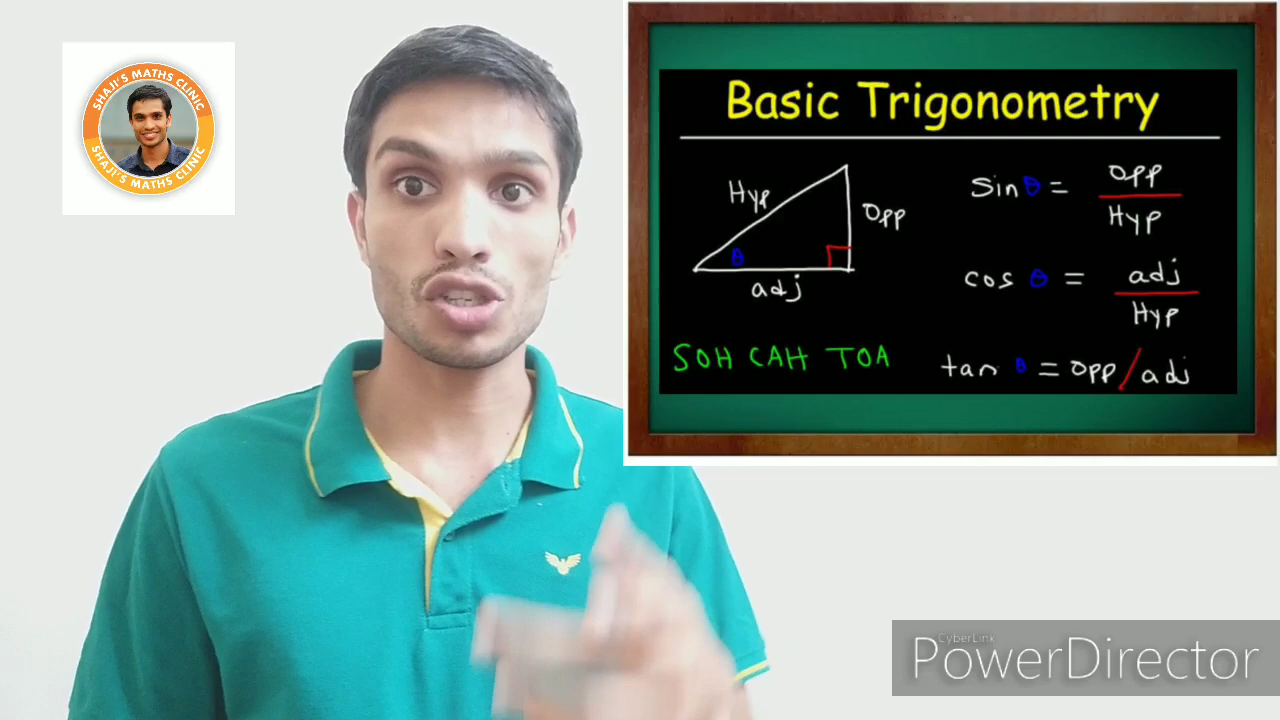 SHAJI'S MATHS CLINIC
SHAJI'S MATHS CLINIC
Basic Trigonometry
Hyp
Opp
θ
adj
SOH CAH TOA
sin θ = opp / Hyp
cos θ = adj / Hyp
tan θ = opp / adj
CyberLink
PowerDirector